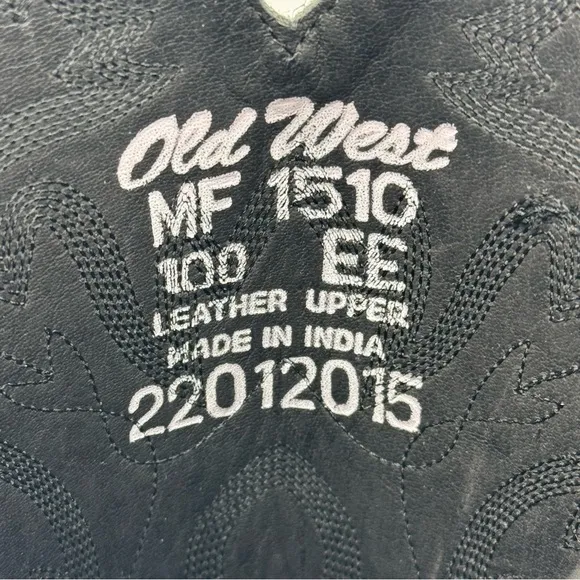 Old West
MF 1510
100 EE
LEATHER UPPER
MADE IN INDIA
22012015